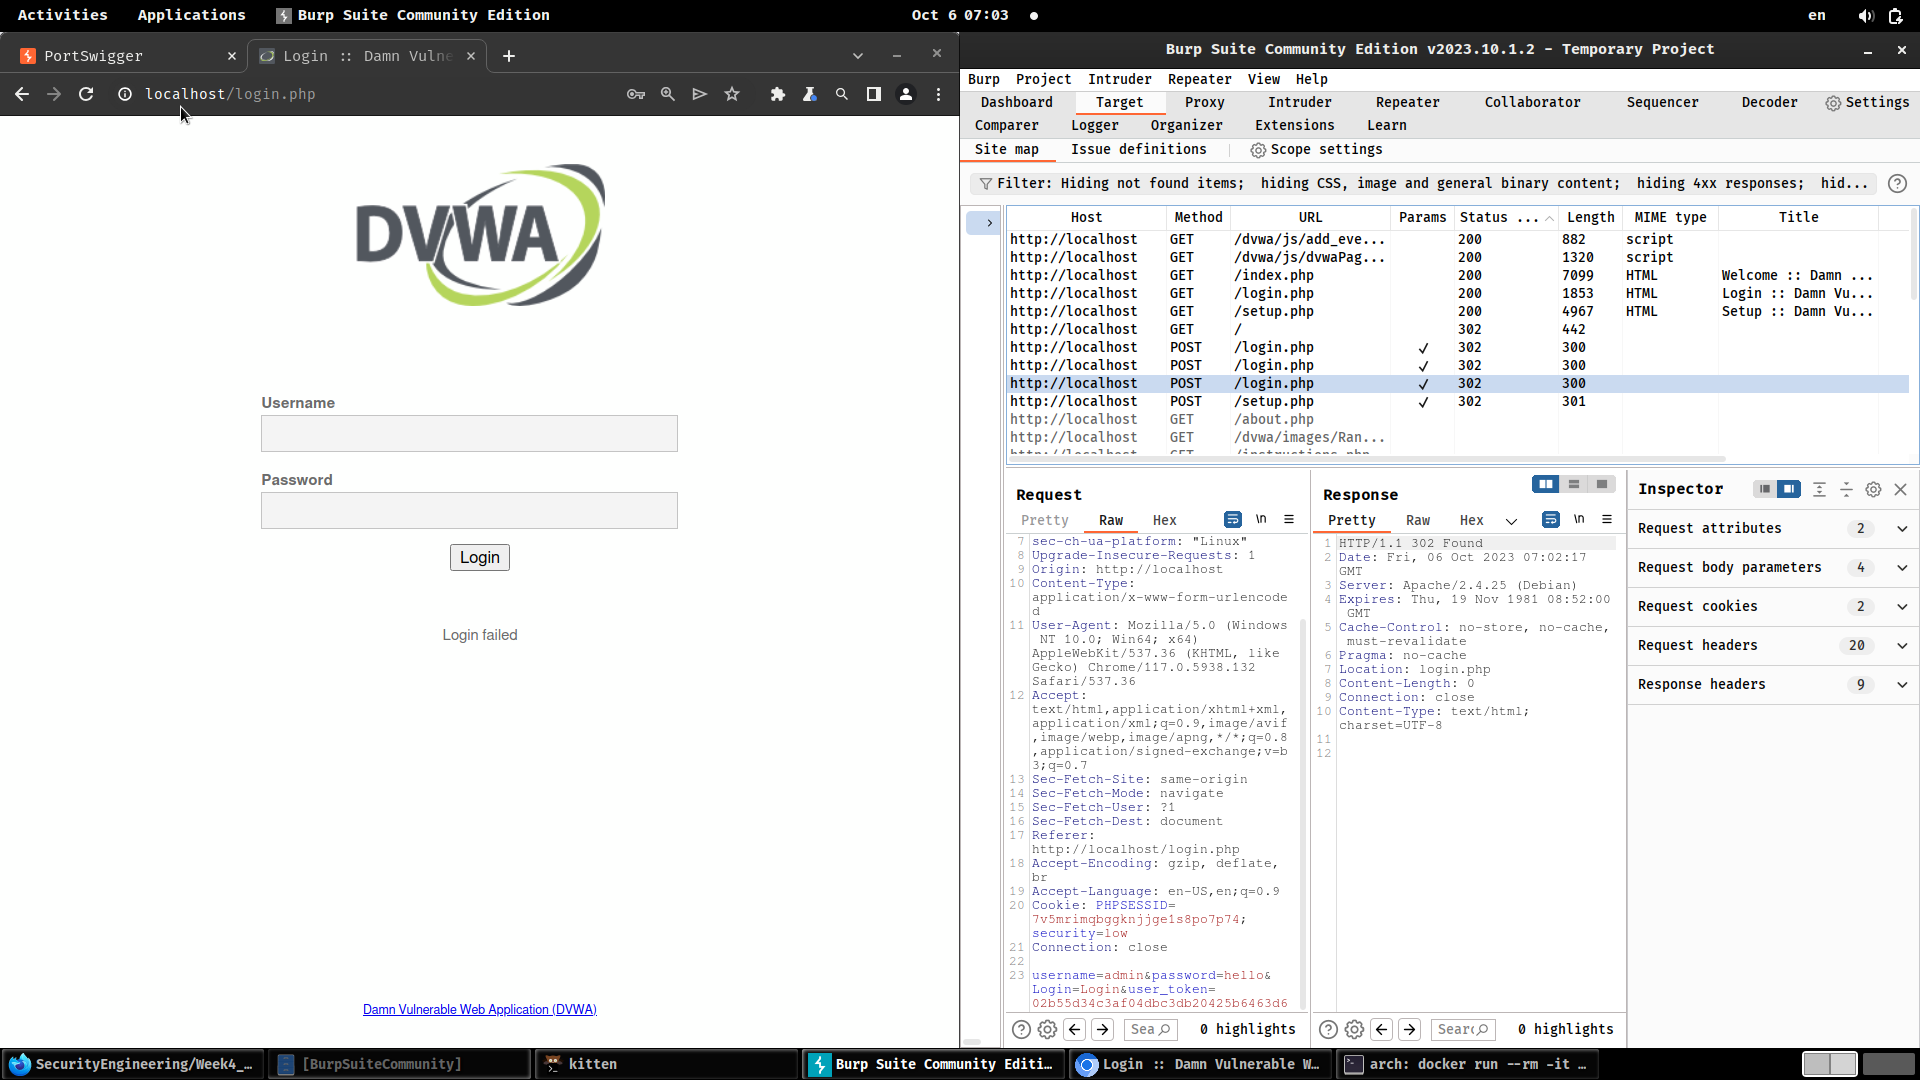 Activities Applications Burp Suite Community Edition Oct 6 07:03 en
PortSwigger Login :: Damn Vulne
localhost/login.php
DVWA
Username
Password
Login
Login failed
Damn Vulnerable Web Application (DVWA)
Burp Suite Community Edition v2023.10.1.2 - Temporary Project
Burp Project Intruder Repeater View Help
Dashboard Target Proxy Intruder Repeater Collaborator Sequencer Decoder Settings
Comparer Logger Organizer Extensions Learn
Site map Issue definitions Scope settings
Filter: Hiding not found items; hiding CSS, image and general binary content; hiding 4xx responses; hid...
Host Method URL Params Status ... Length MIME type Title
http://localhost GET /dvwa/js/add_eve... 200 882 script
http://localhost GET /dvwa/js/dvwaPag... 200 1320 script
http://localhost GET /index.php 200 7099 HTML Welcome :: Damn ...
http://localhost GET /login.php 200 1853 HTML Login :: Damn Vu...
http://localhost GET /setup.php 200 4967 HTML Setup :: Damn Vu...
http://localhost GET / 302 442
http://localhost POST /login.php ✓ 302 300
http://localhost POST /login.php ✓ 302 300
http://localhost POST /login.php ✓ 302 300
http://localhost POST /setup.php ✓ 302 301
http://localhost GET /about.php
http://localhost GET /dvwa/images/Ran...
Request
Pretty Raw Hex \n
7 sec-ch-ua-platform: "Linux"
8 Upgrade-Insecure-Requests: 1
9 Origin: http://localhost
10 Content-Type:
application/x-www-form-urlencode
d
11 User-Agent: Mozilla/5.0 (Windows
NT 10.0; Win64; x64)
AppleWebKit/537.36 (KHTML, like
Gecko) Chrome/117.0.5938.132
Safari/537.36
12 Accept:
text/html,application/xhtml+xml,
application/xml;q=0.9,image/avif
,image/webp,image/apng,*/*;q=0.8
,application/signed-exchange;v=b
3;q=0.7
13 Sec-Fetch-Site: same-origin
14 Sec-Fetch-Mode: navigate
15 Sec-Fetch-User: ?1
16 Sec-Fetch-Dest: document
17 Referer:
http://localhost/login.php
18 Accept-Encoding: gzip, deflate,
br
19 Accept-Language: en-US,en;q=0.9
20 Cookie: PHPSESSID=
7v5mrimqbggknjjge1s8po7p74;
security=low
21 Connection: close
22
23 username=admin&password=hello&
Login=Login&user_token=
02b55d34c3af04dbc3db20425b6463d6
Sea 0 highlights
Response
Pretty Raw Hex \n
1 HTTP/1.1 302 Found
2 Date: Fri, 06 Oct 2023 07:02:17
GMT
3 Server: Apache/2.4.25 (Debian)
4 Expires: Thu, 19 Nov 1981 08:52:00
GMT
5 Cache-Control: no-store, no-cache,
must-revalidate
6 Pragma: no-cache
7 Location: login.php
8 Content-Length: 0
9 Connection: close
10 Content-Type: text/html;
charset=UTF-8
11
12
Searc 0 highlights
Inspector
Request attributes 2
Request body parameters 4
Request cookies 2
Request headers 20
Response headers 9
SecurityEngineering/Week4_... [BurpSuiteCommunity] kitten Burp Suite Community Editi... Login :: Damn Vulnerable W... arch: docker run --rm -it ...